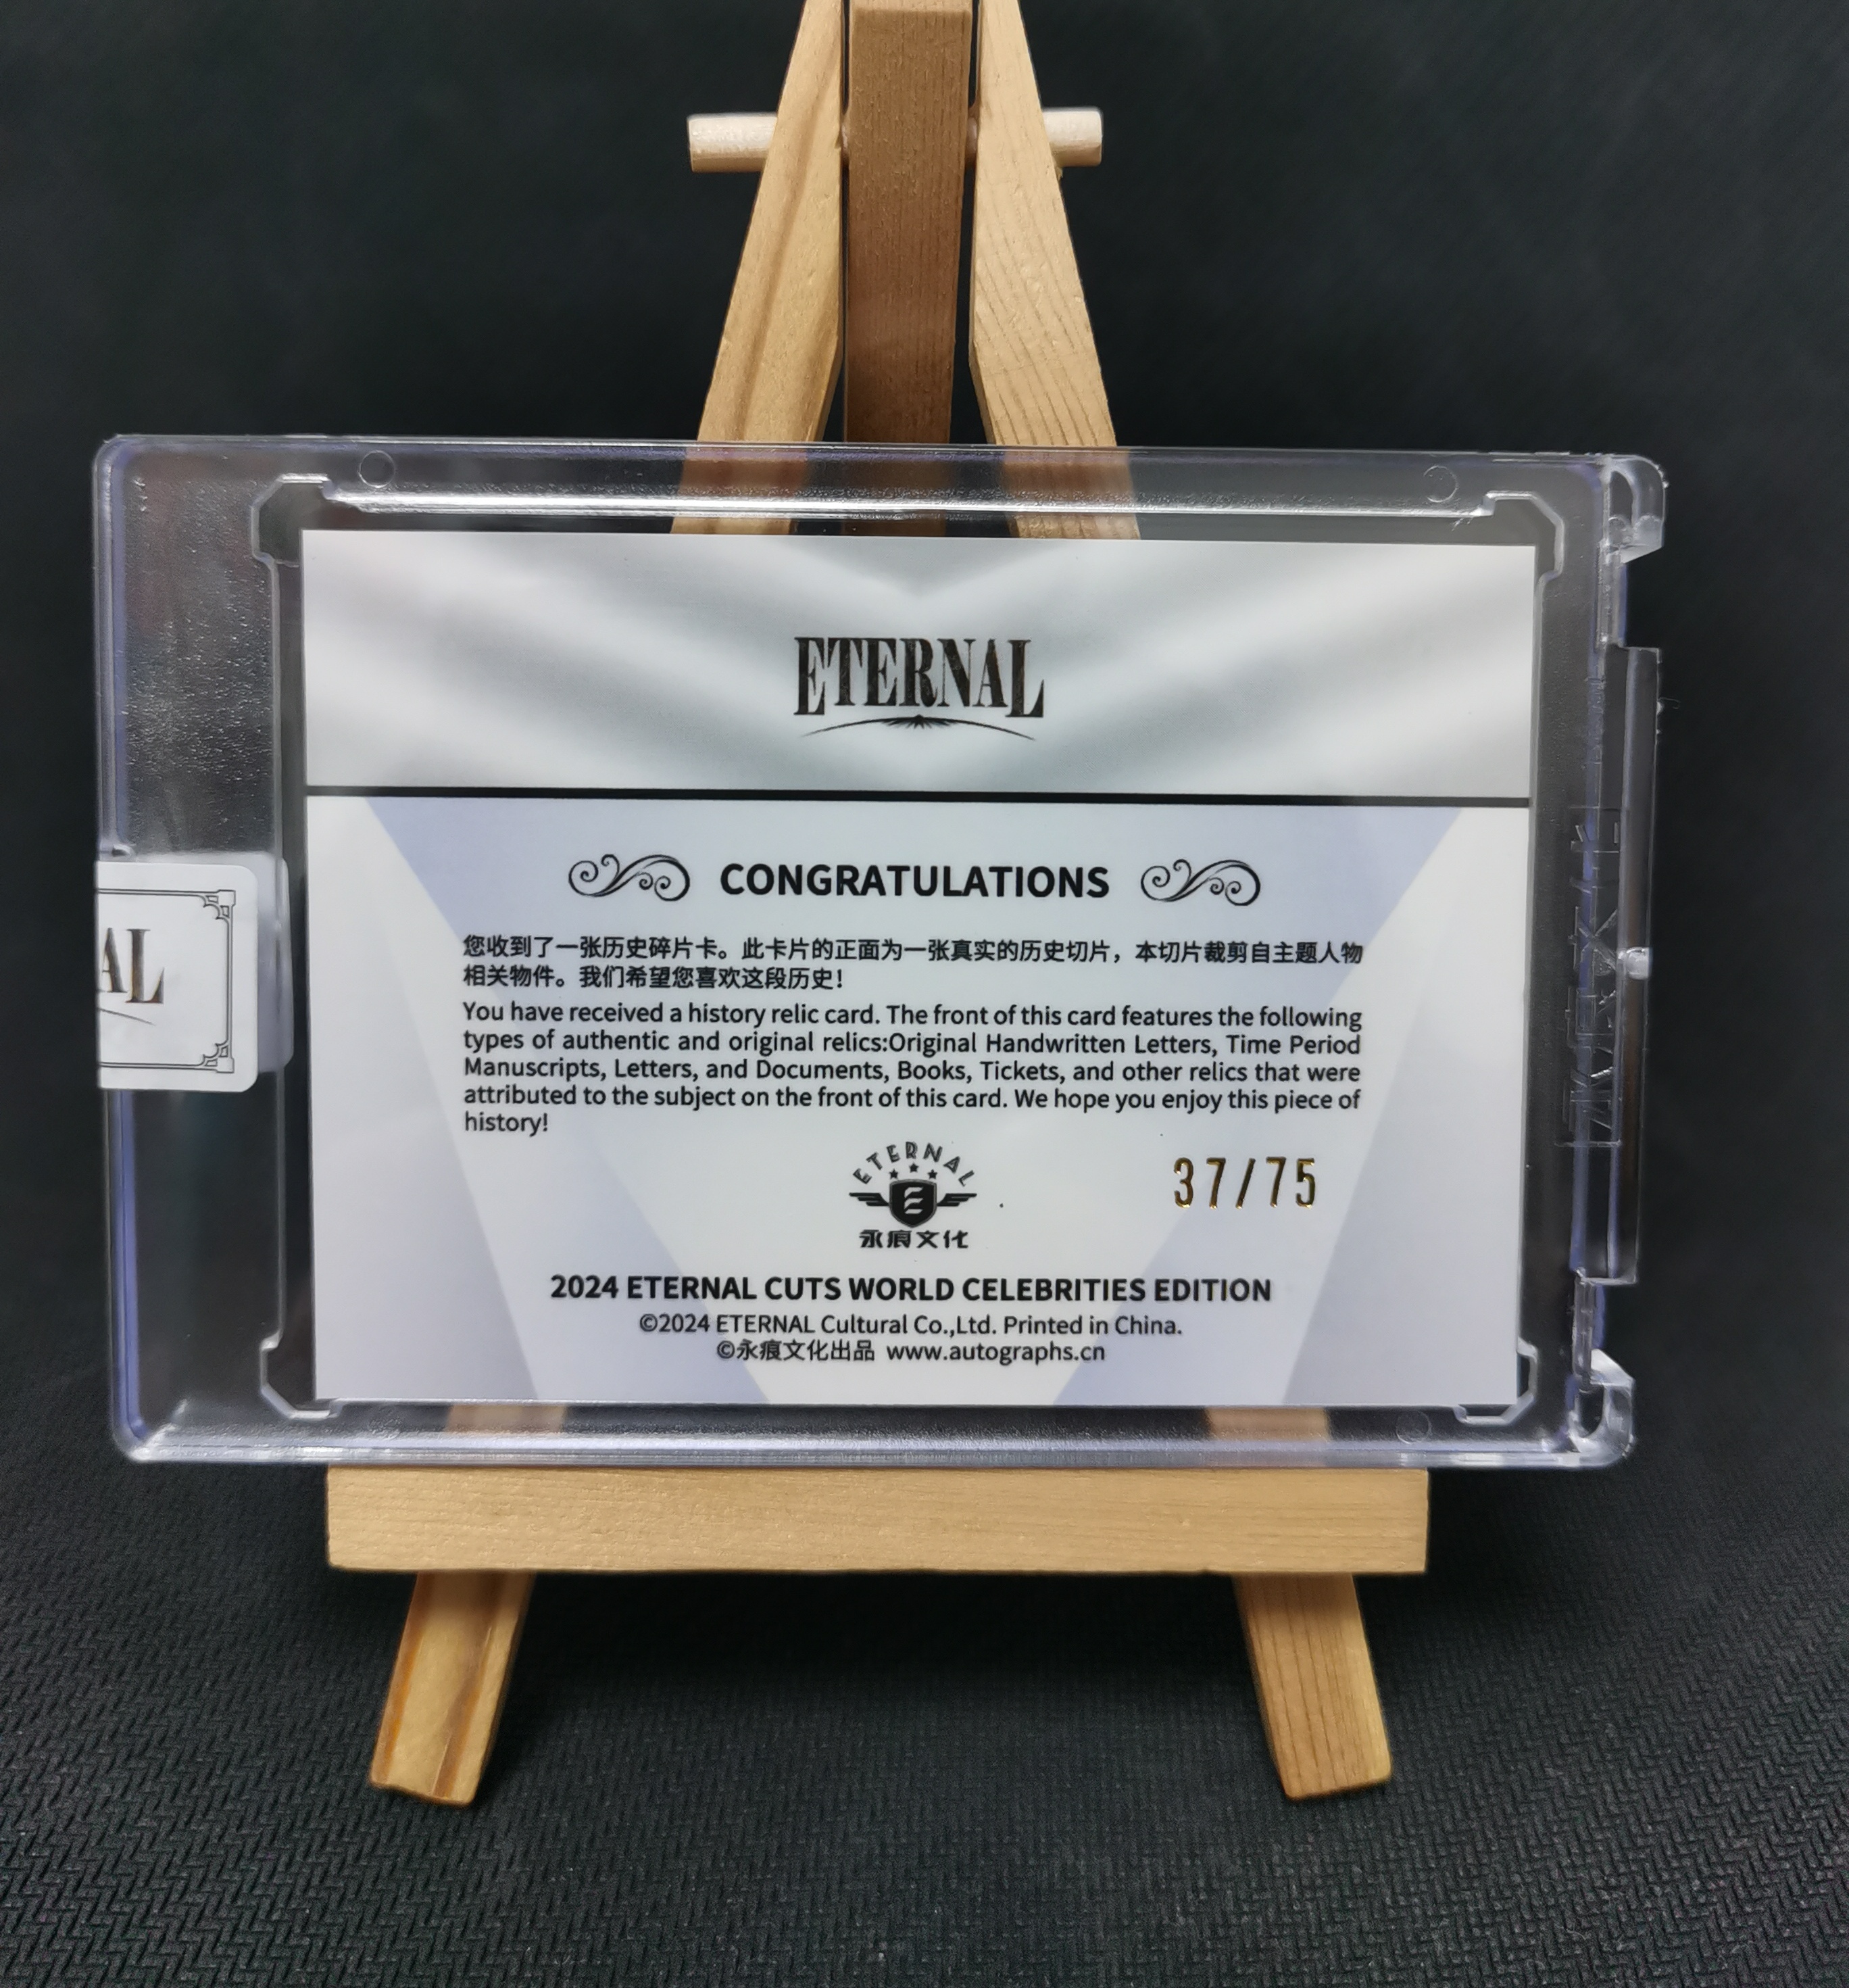 ETERNAL
CONGRATULATIONS
您收到了一张历史碎片卡。此卡片的正面为一张真实的历史切片，本切片裁剪自主题人物
相关物件。我们希望您喜欢这段历史！
You have received a history relic card. The front of this card features the following
types of authentic and original relics:Original Handwritten Letters, Time Period
Manuscripts, Letters, and Documents, Books, Tickets, and other relics that were
attributed to the subject on the front of this card. We hope you enjoy this piece of
history!
ETERNAL
永痕文化
37/75
2024 ETERNAL CUTS WORLD CELEBRITIES EDITION
©2024 ETERNAL Cultural Co.,Ltd. Printed in China.
©永痕文化出品 www.autographs.cn
AL